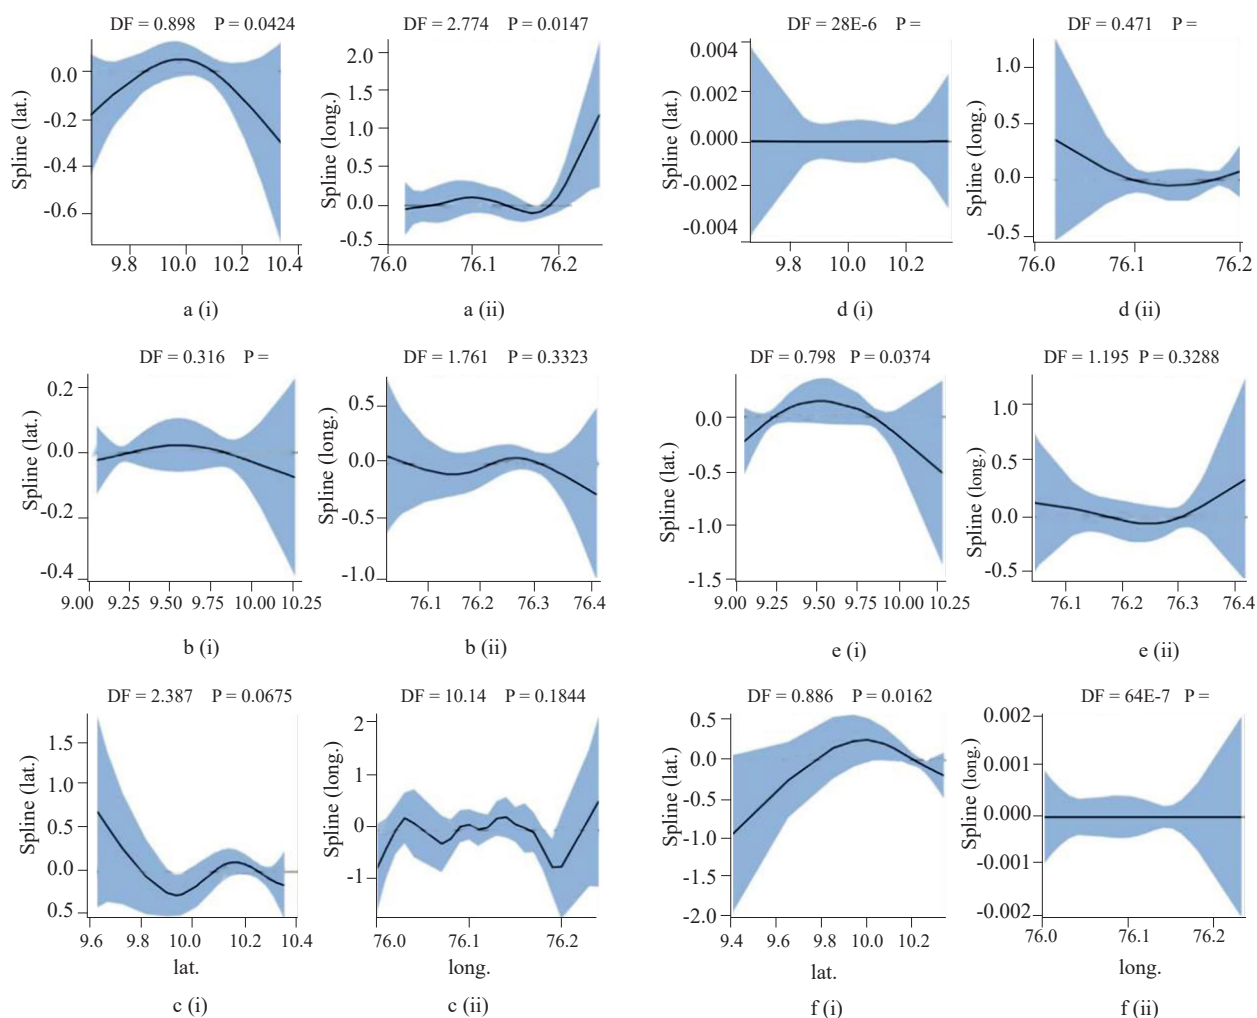 DF = 0.898 P = 0.0424
Spline (lat.)
0.0
-0.2
-0.4
-0.6
9.8 10.0 10.2 10.4
a (i)
DF = 2.774 P = 0.0147
Spline (long.)
2.0
1.5
1.0
0.5
0.0
-0.5
76.0 76.1 76.2
a (ii)
DF = 28E-6 P =
Spline (lat.)
0.004
0.002
0.000
-0.002
-0.004
9.8 10.0 10.2
d (i)
DF = 0.471 P =
Spline (long.)
1.0
0.5
0.0
-0.5
76.0 76.1 76.2
d (ii)
DF = 0.316 P =
Spline (lat.)
0.2
0.0
-0.2
-0.4
9.00 9.25 9.50 9.75 10.00 10.25
b (i)
DF = 1.761 P = 0.3323
Spline (long.)
0.5
0.0
-0.5
-1.0
76.1 76.2 76.3 76.4
b (ii)
DF = 0.798 P = 0.0374
Spline (lat.)
0.0
-0.5
-1.0
-1.5
9.00 9.25 9.50 9.75 10.00 10.25
e (i)
DF = 1.195 P = 0.3288
Spline (long.)
1.0
0.5
0.0
-0.5
76.1 76.2 76.3 76.4
e (ii)
DF = 2.387 P = 0.0675
Spline (lat.)
1.5
1.0
0.5
0.0
0.5
9.6 9.8 10.0 10.2 10.4
lat.
c (i)
DF = 10.14 P = 0.1844
Spline (long.)
2
1
0
-1
76.0 76.1 76.2
long.
c (ii)
DF = 0.886 P = 0.0162
Spline (lat.)
0.5
0.0
-0.5
-1.0
-1.5
-2.0
9.4 9.6 9.8 10.0 10.2
lat.
f (i)
DF = 64E-7 P =
Spline (long.)
0.002
0.001
0.000
-0.001
-0.002
76.0 76.1 76.2
long.
f (ii)